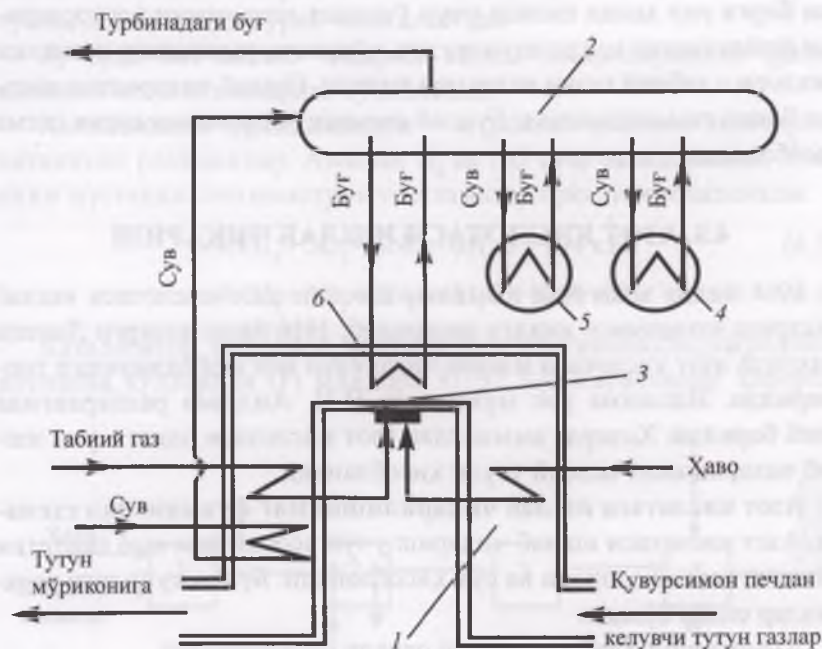 Турбинадаги буғ
2
Буғ
Буғ
Сув
Буғ
Сув
Буғ
Сув
6
5
4
3
Табиий газ
Ҳаво
Сув
Тутун
мўриконига
Қувурсимон печдан
1
келувчи тутун газлар